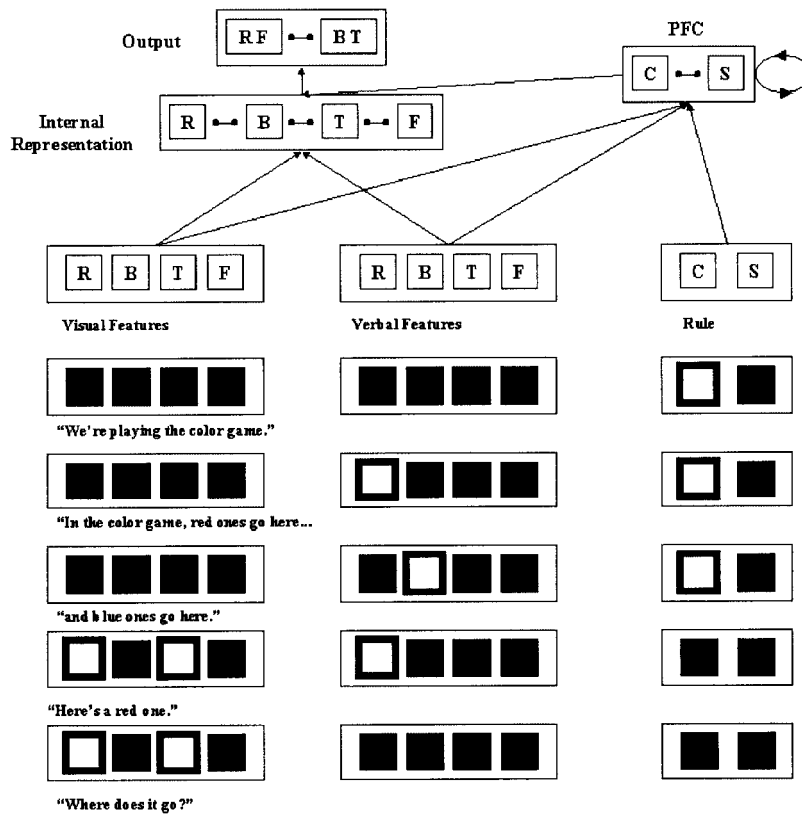 PFC
Output
RF BT
C S
Internal
Representation
R B T F
R B T F
R B T F
C S
Visual Features
Verbal Features
Rule
“We're playing the color game.”
“In the color game, red ones go here...
“and blue ones go here.”
“Here's a red one.”
“Where does it go?”